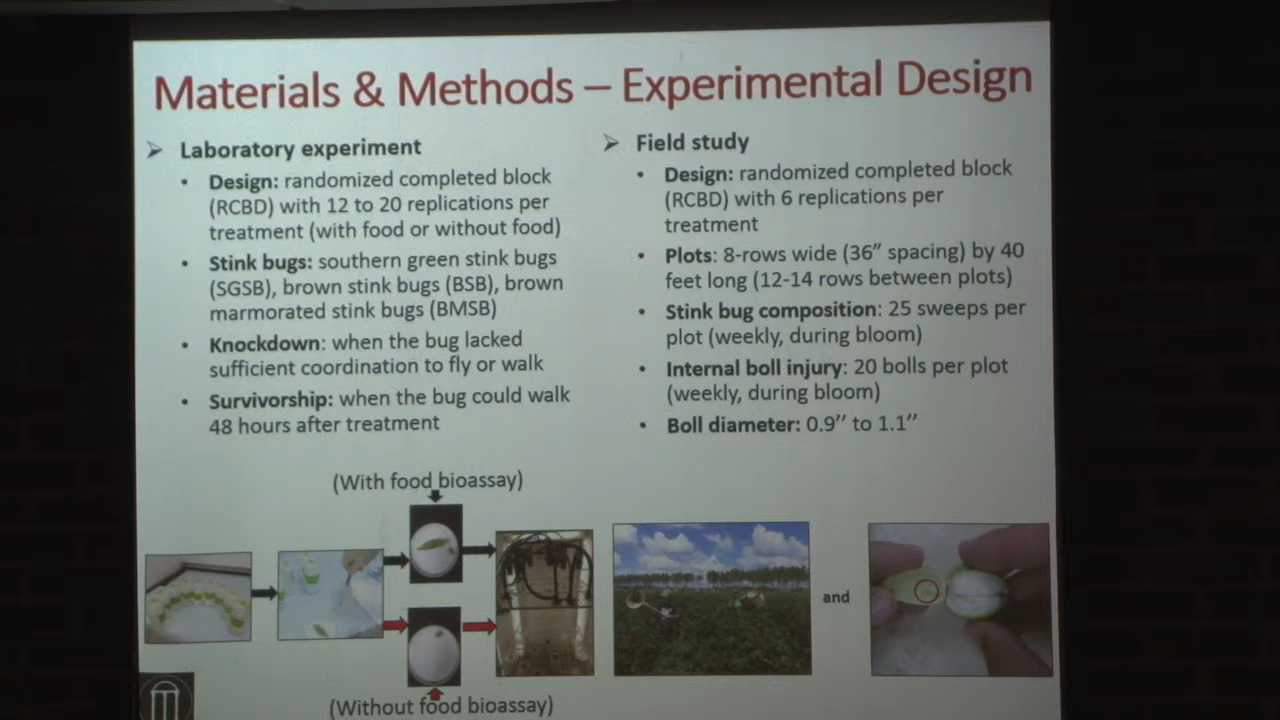 Materials & Methods – Experimental Design
➢ Laboratory experiment
• Design: randomized completed block
(RCBD) with 12 to 20 replications per
treatment (with food or without food)
• Stink bugs: southern green stink bugs
(SGSB), brown stink bugs (BSB), brown
marmorated stink bugs (BMSB)
• Knockdown: when the bug lacked
sufficient coordination to fly or walk
• Survivorship: when the bug could walk
48 hours after treatment
➢ Field study
• Design: randomized completed block
(RCBD) with 6 replications per
treatment
• Plots: 8-rows wide (36” spacing) by 40
feet long (12-14 rows between plots)
• Stink bug composition: 25 sweeps per
plot (weekly, during bloom)
• Internal boll injury: 20 bolls per plot
(weekly, during bloom)
• Boll diameter: 0.9’’ to 1.1’’
(With food bioassay)
and
(Without food bioassay)